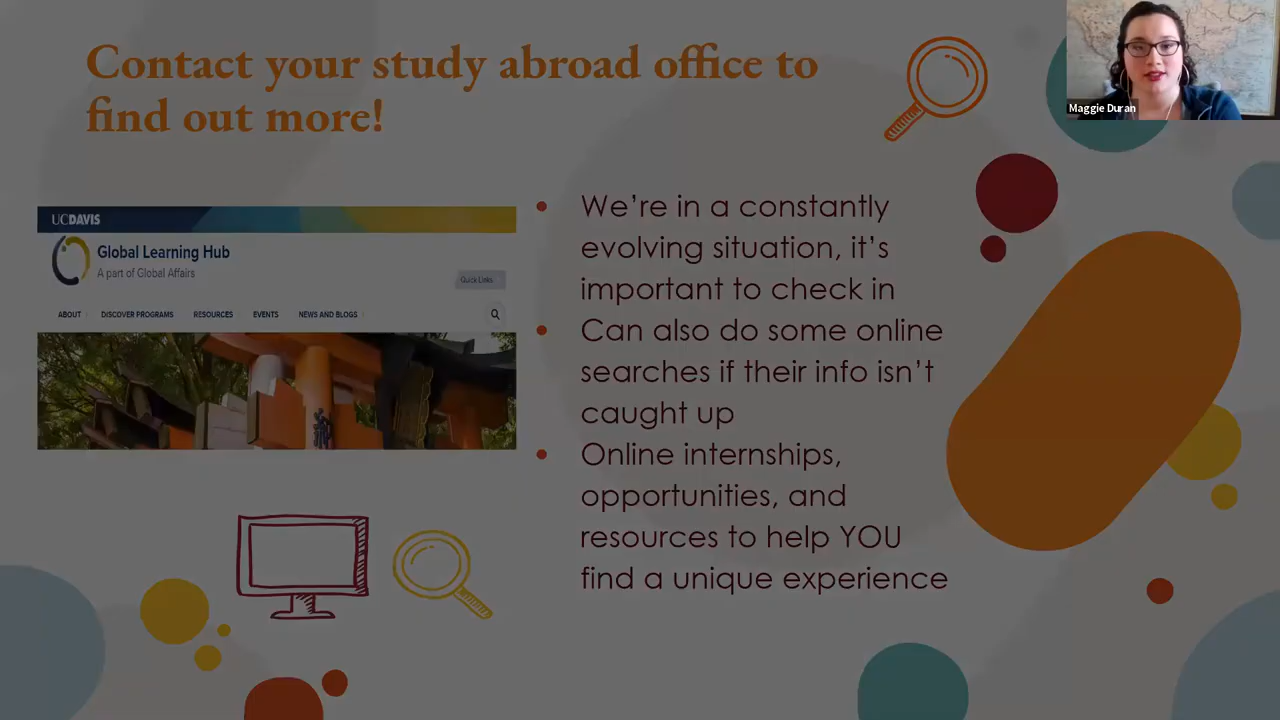 Contact your study abroad office to
find out more!
Maggie Duran
UCDAVIS
Global Learning Hub
A part of Global Affairs
Quick Links
ABOUT DISCOVER PROGRAMS RESOURCES EVENTS NEWS AND BLOGS
• We’re in a constantly
evolving situation, it’s
important to check in
• Can also do some online
searches if their info isn’t
caught up
• Online internships,
opportunities, and
resources to help YOU
find a unique experience